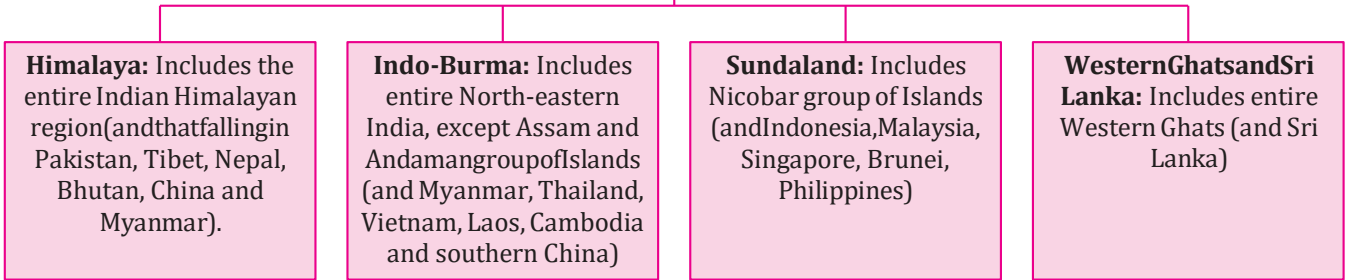 Himalaya: Includes the
entire Indian Himalayan
region(andthatfallingin
Pakistan, Tibet, Nepal,
Bhutan, China and
Myanmar).
Indo-Burma: Includes
entire North-eastern
India, except Assam and
AndamangroupofIslands
(and Myanmar, Thailand,
Vietnam, Laos, Cambodia
and southern China)
Sundaland: Includes
Nicobar group of Islands
(andIndonesia,Malaysia,
Singapore, Brunei,
Philippines)
WesternGhatsandSri
Lanka: Includes entire
Western Ghats (and Sri
Lanka)